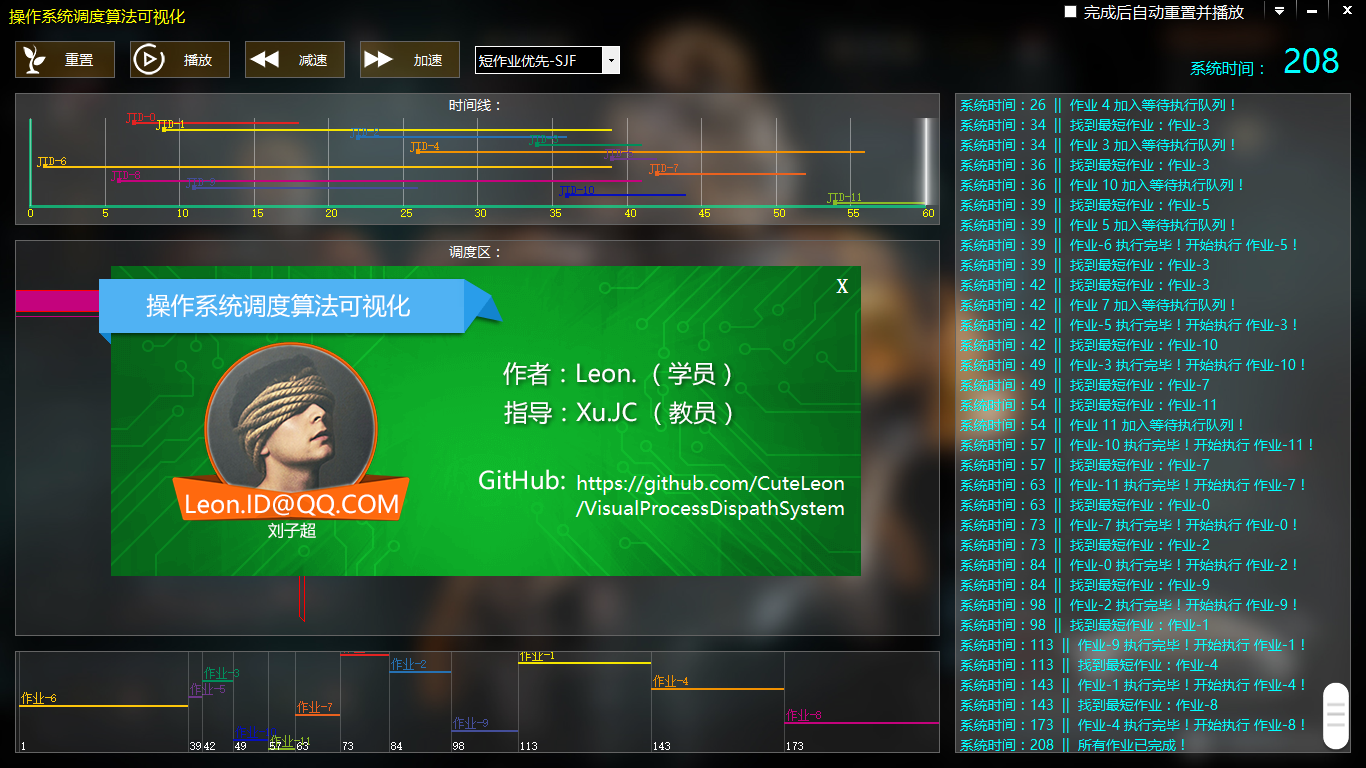 操作系统调度算法可视化
完成后自动重置并播放
重置
播放
减速
加速
短作业优先-SJF
系统时间：
208
时间线：
JID-0
JID-1
JID-4
JID-6
JID-7
JID-8
JID-10
JID-11
0 5 10 15 20 25 30 35 40 45 50 55 60
调度区：
操作系统调度算法可视化
X
作者：Leon.（学员）
指导：Xu.JC （教员）
GitHub: https://github.com/CuteLeon
/VisualProcessDispathSystem
Leon.ID@QQ.COM
刘子超
作业-1
作业-3
作业-2
作业-5
作业-4
作业-6
作业-7
作业-8
作业-9
1 39 42 49 57 63 73 84 98 113 143 173
系统时间：26 || 作业 4 加入等待执行队列！
系统时间：34 || 找到最短作业：作业-3
系统时间：34 || 作业 3 加入等待执行队列！
系统时间：36 || 找到最短作业：作业-3
系统时间：36 || 作业 10 加入等待执行队列！
系统时间：39 || 找到最短作业：作业-5
系统时间：39 || 作业 5 加入等待执行队列！
系统时间：39 || 作业-6 执行完毕！开始执行 作业-5！
系统时间：39 || 找到最短作业：作业-3
系统时间：42 || 找到最短作业：作业-3
系统时间：42 || 作业 7 加入等待执行队列！
系统时间：42 || 作业-5 执行完毕！开始执行 作业-3！
系统时间：42 || 找到最短作业：作业-10
系统时间：49 || 作业-3 执行完毕！开始执行 作业-10！
系统时间：49 || 找到最短作业：作业-7
系统时间：54 || 找到最短作业：作业-11
系统时间：54 || 作业 11 加入等待执行队列！
系统时间：57 || 作业-10 执行完毕！开始执行 作业-11！
系统时间：57 || 找到最短作业：作业-7
系统时间：63 || 作业-11 执行完毕！开始执行 作业-7！
系统时间：63 || 找到最短作业：作业-0
系统时间：73 || 作业-7 执行完毕！开始执行 作业-0！
系统时间：73 || 找到最短作业：作业-2
系统时间：84 || 作业-0 执行完毕！开始执行 作业-2！
系统时间：84 || 找到最短作业：作业-9
系统时间：98 || 作业-2 执行完毕！开始执行 作业-9！
系统时间：98 || 找到最短作业：作业-1
系统时间：113 || 作业-9 执行完毕！开始执行 作业-1！
系统时间：113 || 找到最短作业：作业-4
系统时间：143 || 作业-1 执行完毕！开始执行 作业-4！
系统时间：143 || 找到最短作业：作业-8
系统时间：173 || 作业-4 执行完毕！开始执行 作业-8！
系统时间：208 || 所有作业已完成！